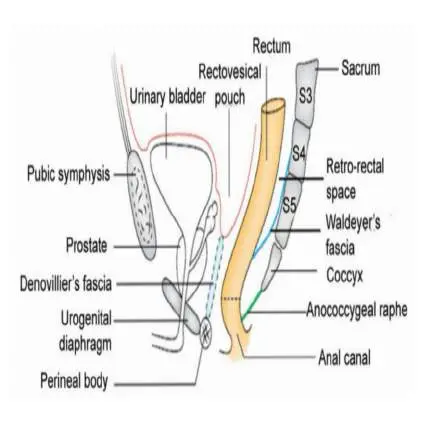 Rectum
Rectovesical
pouch
Sacrum
Urinary bladder
S3
S4
S5
Pubic symphysis
Retro-rectal
space
Waldeyer's
fascia
Prostate
Coccyx
Denovillier's fascia
Anococcygeal raphe
Urogenital
diaphragm
Anal canal
Perineal body